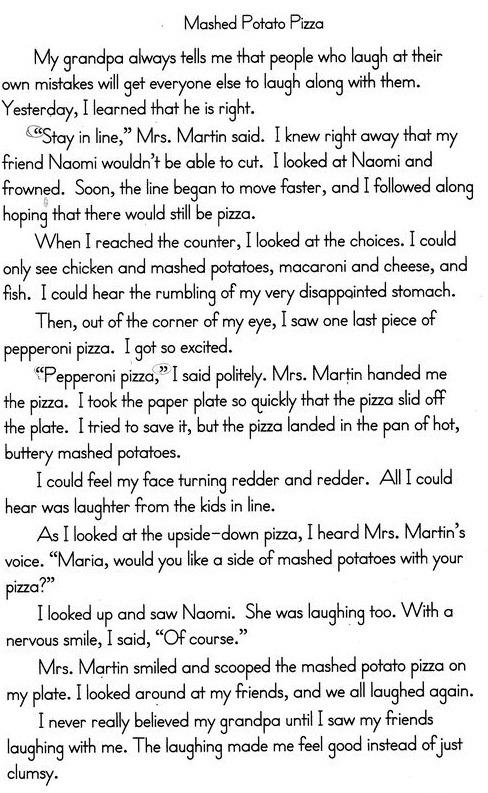 Mashed Potato Pizza
My grandpa always tells me that people who laugh at their
own mistakes will get everyone else to laugh along with them.
Yesterday, I learned that he is right.
“Stay in line,” Mrs. Martin said. I knew right away that my
friend Naomi wouldn’t be able to cut. I looked at Naomi and
frowned. Soon, the line began to move faster, and I followed along
hoping that there would still be pizza.
When I reached the counter, I looked at the choices. I could
only see chicken and mashed potatoes, macaroni and cheese, and
fish. I could hear the rumbling of my very disappointed stomach.
Then, out of the corner of my eye, I saw one last piece of
pepperoni pizza. I got so excited.
“Pepperoni pizza,” I said politely. Mrs. Martin handed me
the pizza. I took the paper plate so quickly that the pizza slid off
the plate. I tried to save it, but the pizza landed in the pan of hot,
buttery mashed potatoes.
I could feel my face turning redder and redder. All I could
hear was laughter from the kids in line.
As I looked at the upside-down pizza, I heard Mrs. Martin’s
voice. “Maria, would you like a side of mashed potatoes with your
pizza?”
I looked up and saw Naomi. She was laughing too. With a
nervous smile, I said, “Of course.”
Mrs. Martin smiled and scooped the mashed potato pizza on
my plate. I looked around at my friends, and we all laughed again.
I never really believed my grandpa until I saw my friends
laughing with me. The laughing made me feel good instead of just
clumsy.